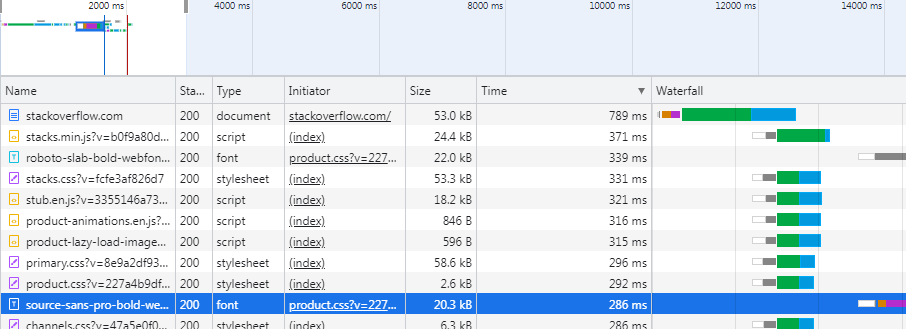 2000 ms 4000 ms 6000 ms 8000 ms 10000 ms 12000 ms 14000 ms
Name Sta... Type Initiator Size Time ▼ Waterfall
stackoverflow.com 200 document stackoverflow.com/ 53.0 kB 789 ms
stacks.min.js?v=b0f9a80d... 200 script (index) 24.4 kB 371 ms
roboto-slab-bold-webfon... 200 font product.css?v=227... 22.0 kB 339 ms
stacks.css?v=fcfe3af826d7 200 stylesheet (index) 53.3 kB 331 ms
stub.en.js?v=3355146a73... 200 script (index) 18.2 kB 321 ms
product-animations.en.js?... 200 script (index) 846 B 316 ms
product-lazy-load-image... 200 script (index) 596 B 315 ms
primary.css?v=8e9a2df93... 200 stylesheet (index) 58.6 kB 296 ms
product.css?v=227a4b9df... 200 stylesheet (index) 2.6 kB 292 ms
source-sans-pro-bold-we... 200 font product.css?v=227... 20.3 kB 286 ms
channels.css?v=47a5e0f0... 200 stylesheet (index) 6.3 kB 286 ms